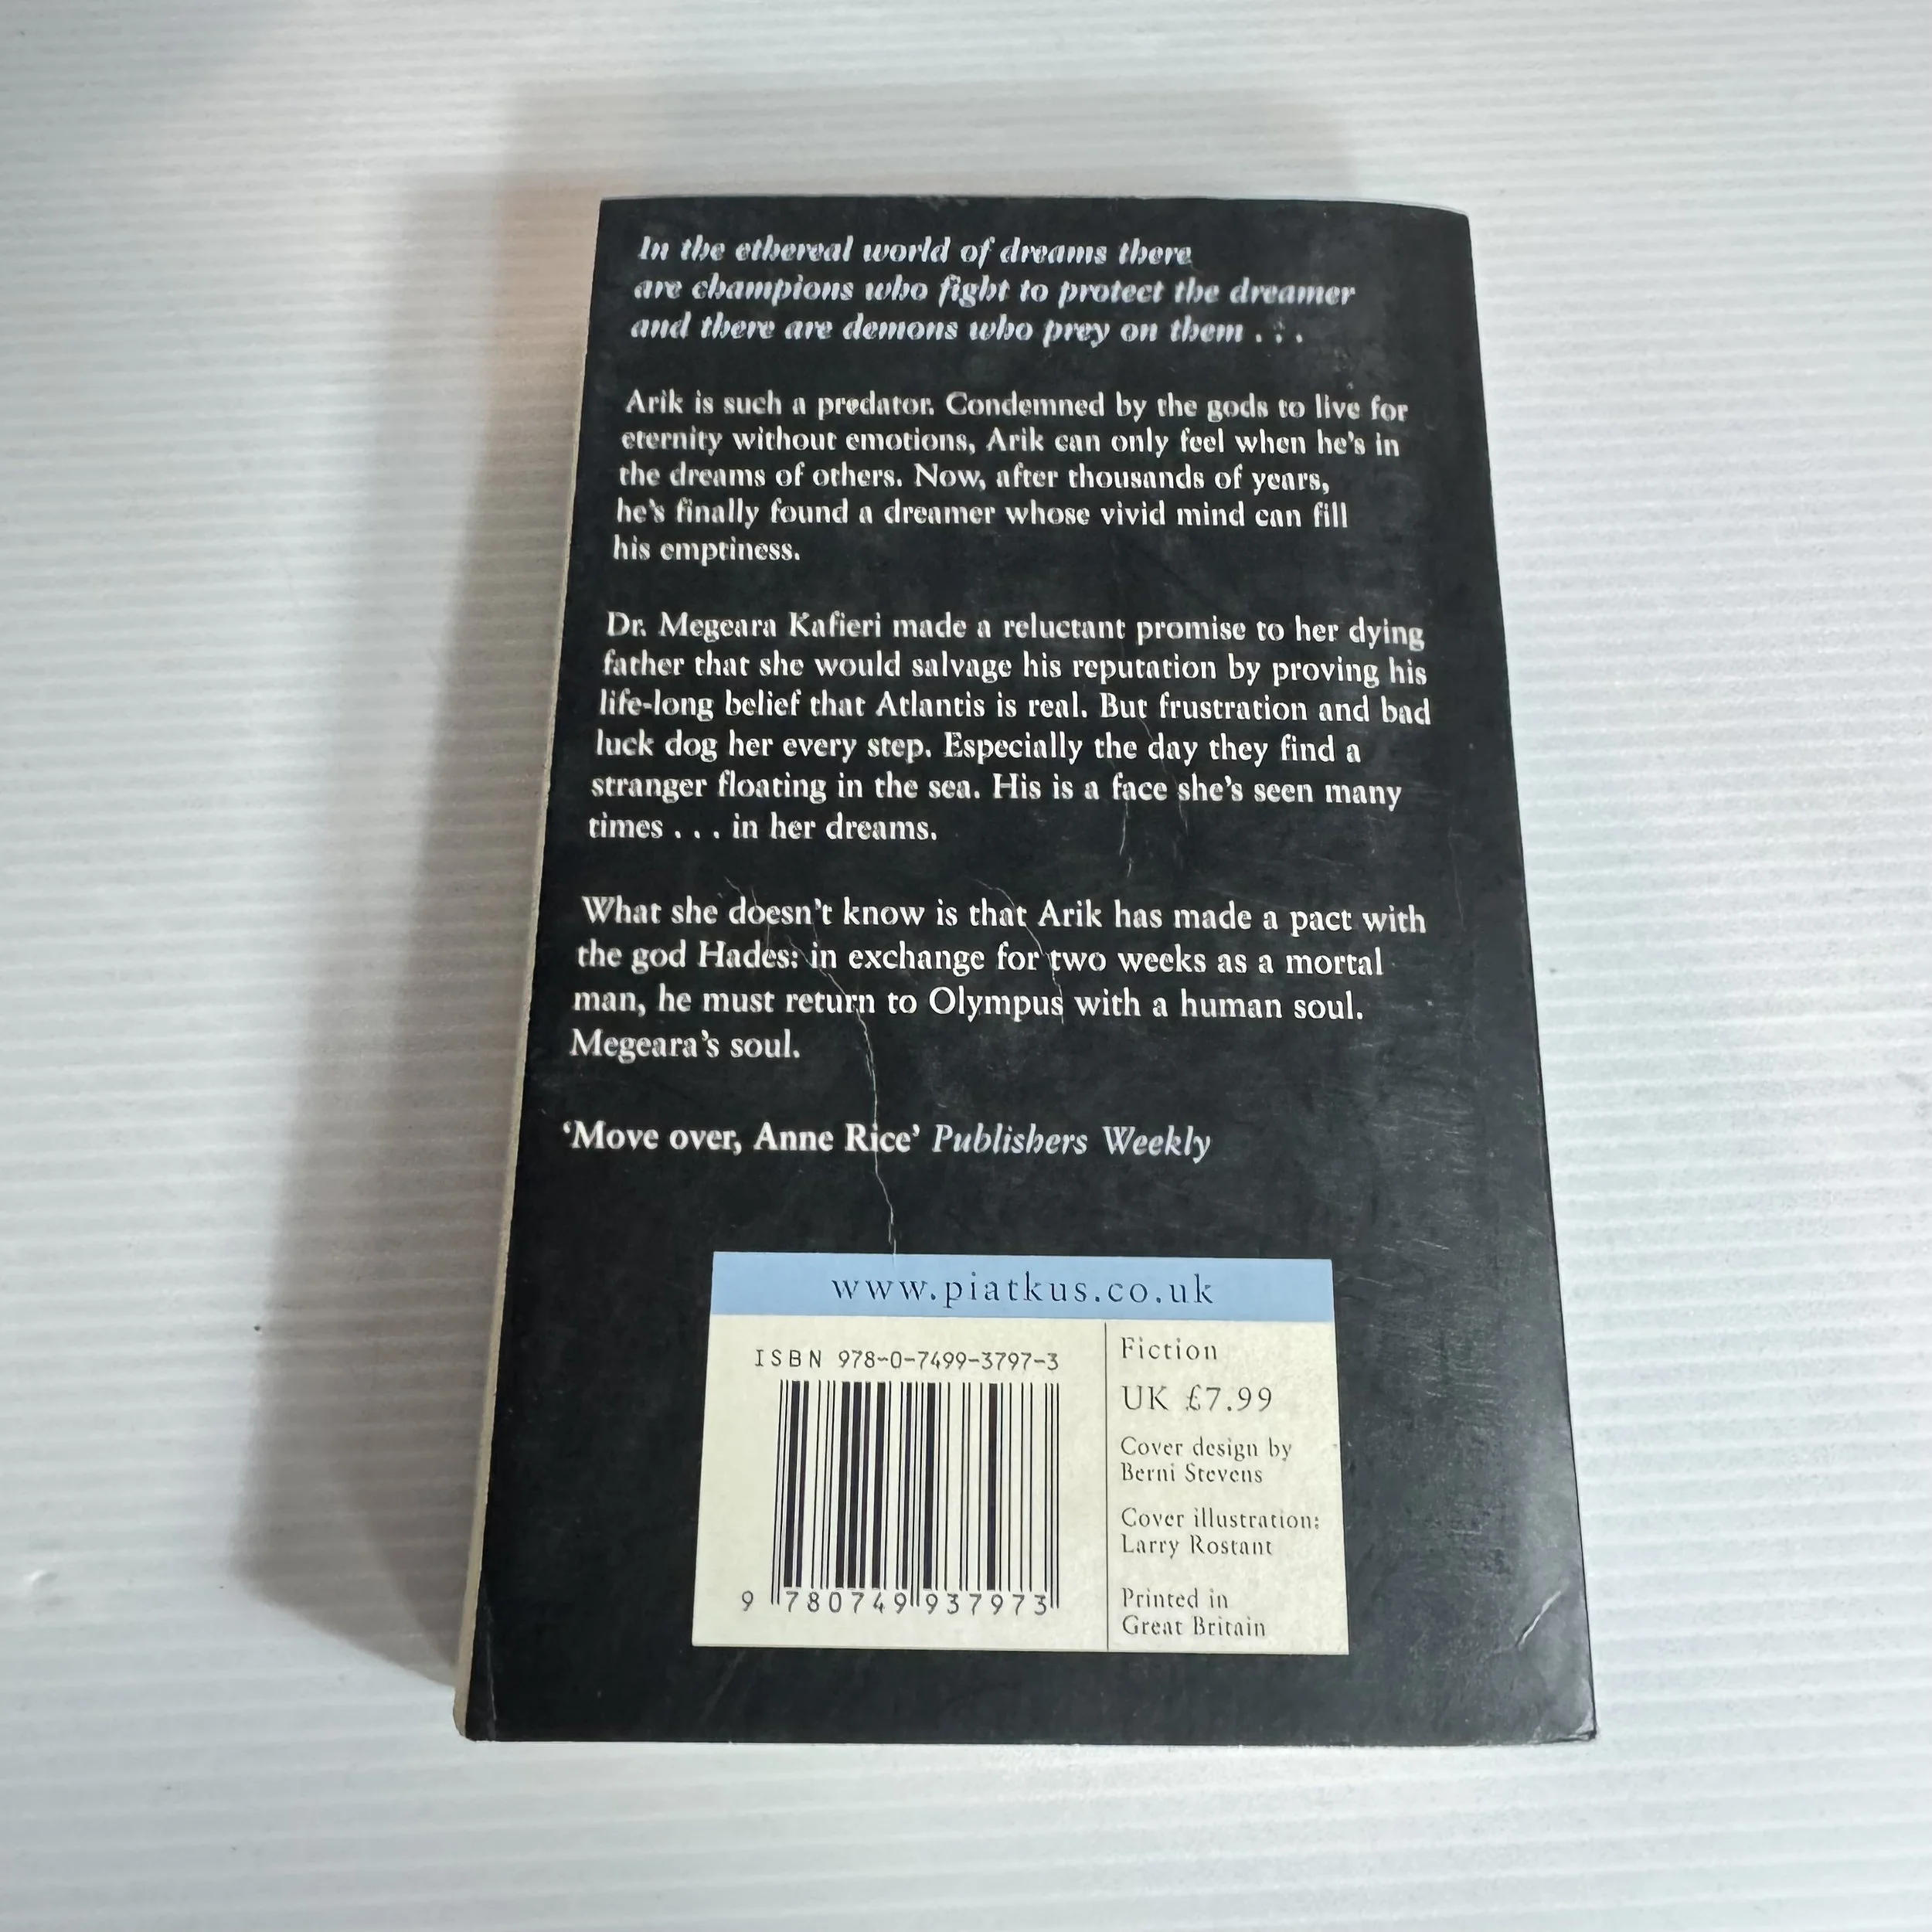 In the ethereal world of dreams there
are champions who fight to protect the dreamer
and there are demons who prey on them . . .
Arik is such a predator. Condemned by the gods to live for
eternity without emotions, Arik can only feel when he's in
the dreams of others. Now, after thousands of years,
he's finally found a dreamer whose vivid mind can fill
his emptiness.
Dr. Megeara Kafieri made a reluctant promise to her dying
father that she would salvage his reputation by proving his
life-long belief that Atlantis is real. But frustration and bad
luck dog her every step. Especially the day they find a
stranger floating in the sea. His is a face she's seen many
times . . . in her dreams.
What she doesn't know is that Arik has made a pact with
the god Hades: in exchange for two weeks as a mortal
man, he must return to Olympus with a human soul.
Megeara's soul.
‘Move over, Anne Rice’ Publishers Weekly
www.piatkus.co.uk
ISBN 978-0-7499-3797-3
9 780749 937973
Fiction
UK £7.99
Cover design by
Berni Stevens
Cover illustration:
Larry Rostant
Printed in
Great Britain